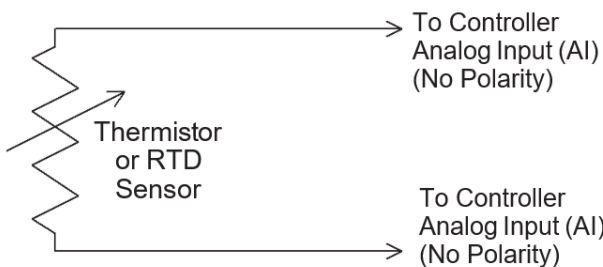 To Controller
Analog Input (AI)
(No Polarity)
Thermistor
or RTD
Sensor
To Controller
Analog Input (AI)
(No Polarity)